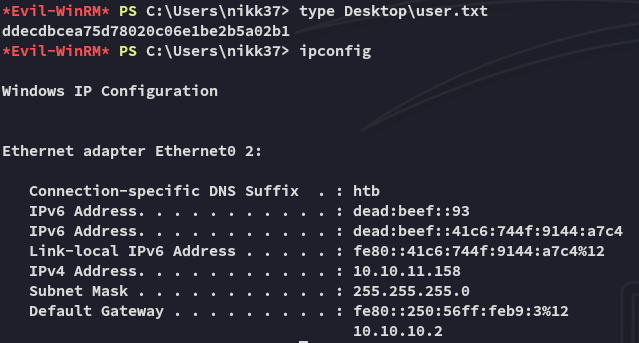 *Evil-WinRM* PS C:\Users\nikk37> type Desktop\user.txt
ddecdbcea75d78020c06e1be2b5a02b1
*Evil-WinRM* PS C:\Users\nikk37> ipconfig
Windows IP Configuration
Ethernet adapter Ethernet0 2:
Connection-specific DNS Suffix  . : htb
IPv6 Address. . . . . . . . . . . : dead:beef::93
IPv6 Address. . . . . . . . . . . : dead:beef::41c6:744f:9144:a7c4
Link-local IPv6 Address . . . . . : fe80::41c6:744f:9144:a7c4%12
IPv4 Address. . . . . . . . . . . : 10.10.11.158
Subnet Mask . . . . . . . . . . . : 255.255.255.0
Default Gateway . . . . . . . . . : fe80::250:56ff:feb9:3%12
10.10.10.2